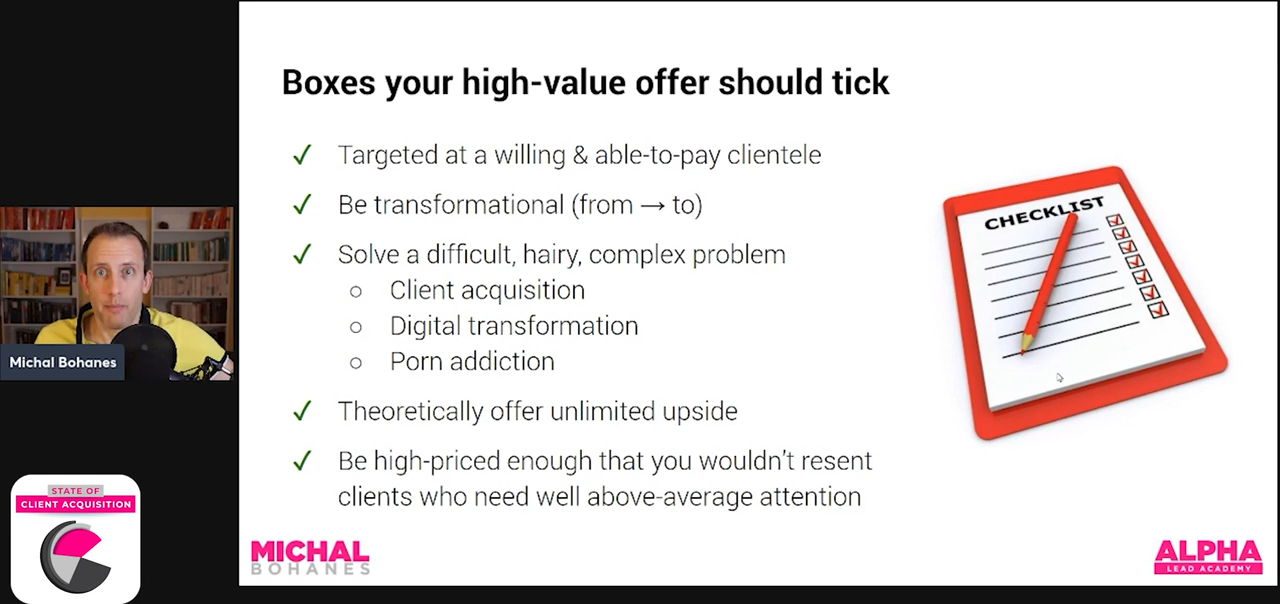 Boxes your high-value offer should tick
✓ Targeted at a willing & able-to-pay clientele
✓ Be transformational (from → to)
✓ Solve a difficult, hairy, complex problem
○ Client acquisition
○ Digital transformation
○ Porn addiction
✓ Theoretically offer unlimited upside
✓ Be high-priced enough that you wouldn't resent
clients who need well above-average attention
CHECKLIST
Michal Bohanes
STATE OF
CLIENT ACQUISITION
MICHAL
BOHANES
ALPHA
LEAD ACADEMY